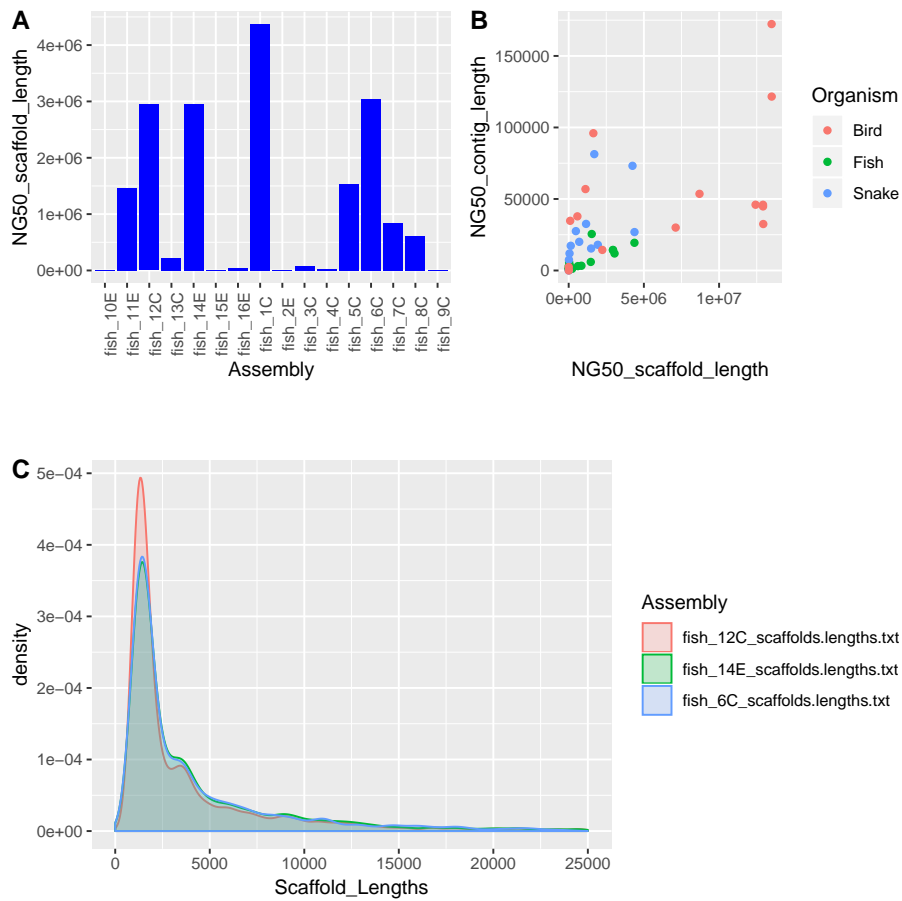 A
NG50_scaffold_length
4e+06
3e+06
2e+06
1e+06
0e+00
fish_10E
fish_11E
fish_12C
fish_13C
fish_14E
fish_15E
fish_16E
fish_1C
fish_2E
fish_3C
fish_4C
fish_5C
fish_6C
fish_7C
fish_8C
fish_9C
Assembly
B
NG50_contig_length
150000
100000
50000
0
0e+00
5e+06
1e+07
NG50_scaffold_length
Organism
Bird
Fish
Snake
C
density
5e−04
4e−04
3e−04
2e−04
1e−04
0e+00
0
5000
10000
15000
20000
25000
Scaffold_Lengths
Assembly
fish_12C_scaffolds.lengths.txt
fish_14E_scaffolds.lengths.txt
fish_6C_scaffolds.lengths.txt